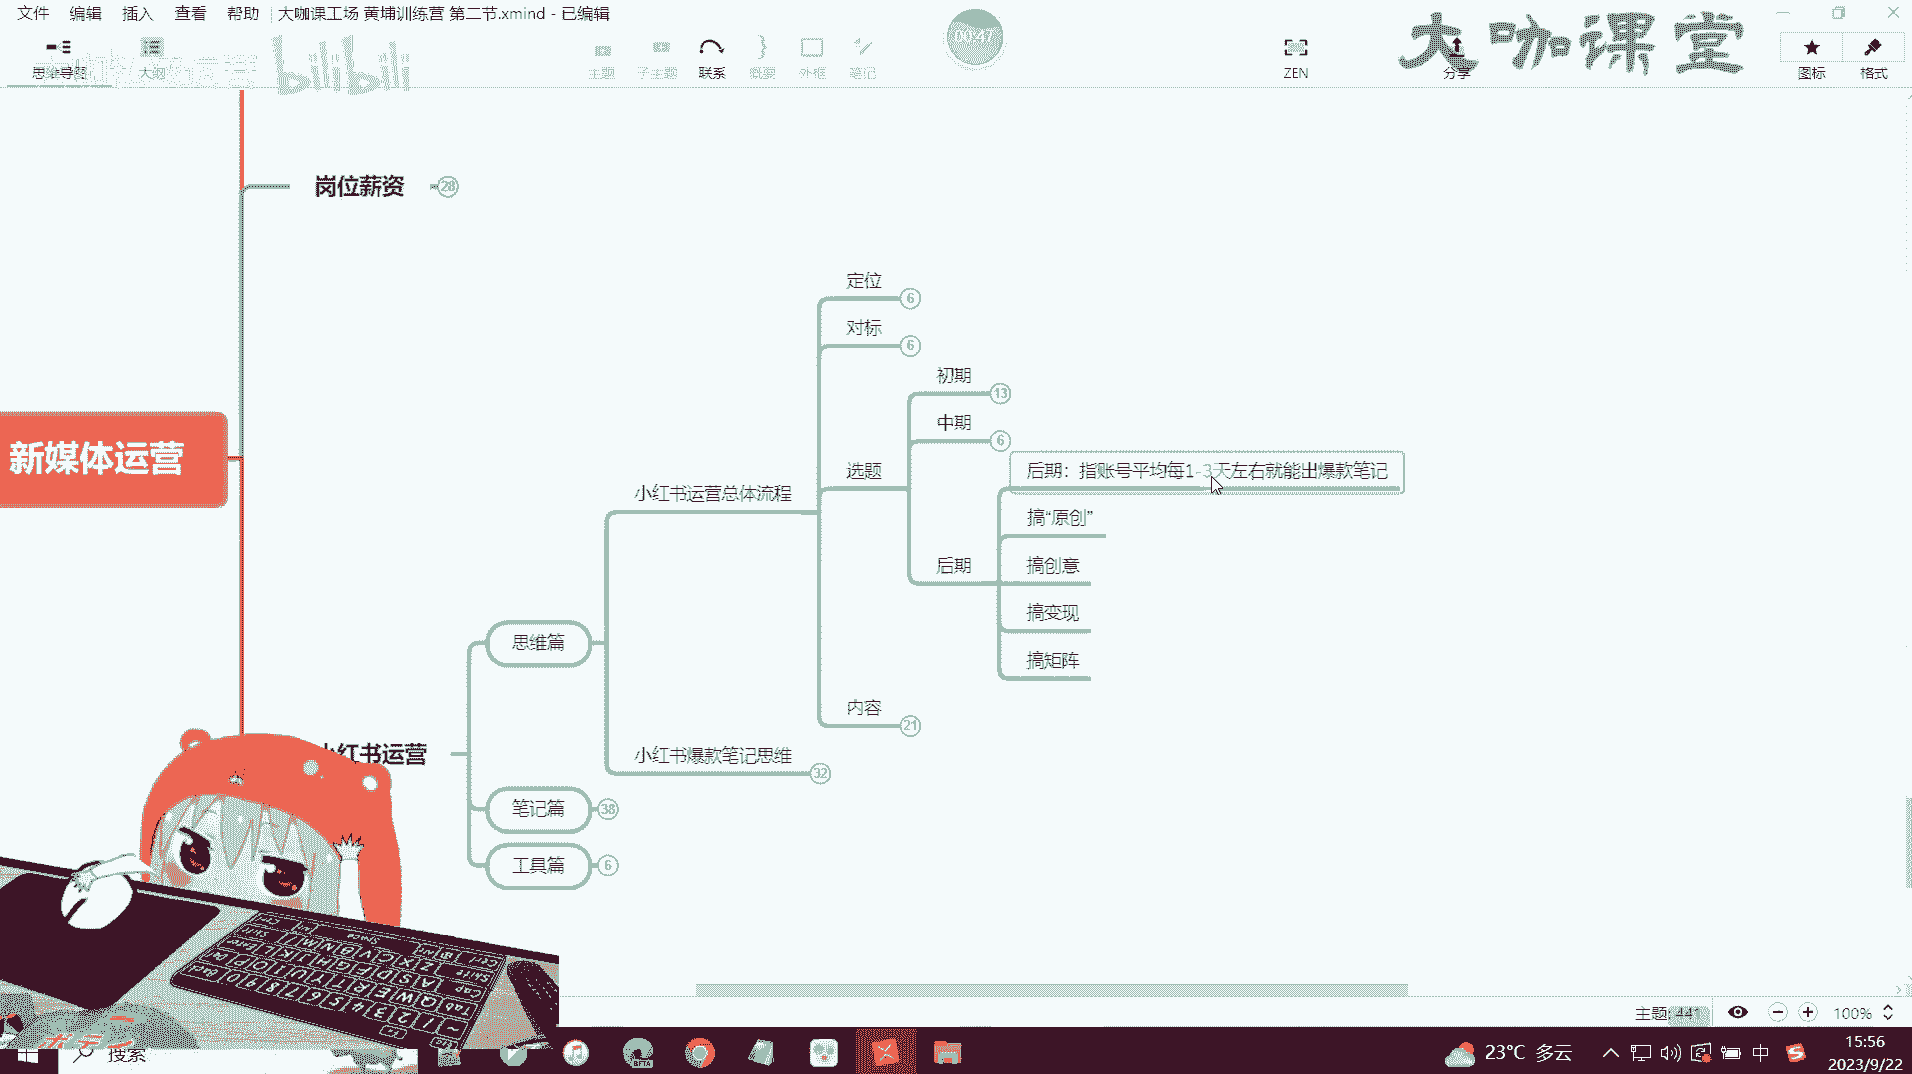 文件 编辑 插入 查看 帮助 大咖课工场 黄埔训练营 第二节.xmind - 已编辑
思维导图 大纲 主题 子主题 联系 概要 外框 笔记 00:47 ZEN 分享 图标 格式
bilibili
大咖课堂
岗位薪资 28
定位 6
对标 6
初期 13
中期 6
新媒体运营
选题
后期：指账号平均每1-3天左右就能出爆款笔记
小红书运营总体流程
搞“原创”
后期
搞创意
搞变现
思维篇
搞矩阵
内容 21
小红书运营
小红书爆款笔记思维 32
笔记篇 38
工具篇 6
主题: 441 100%
搜索
BETA
23°C 多云 中
15:56
2023/9/22